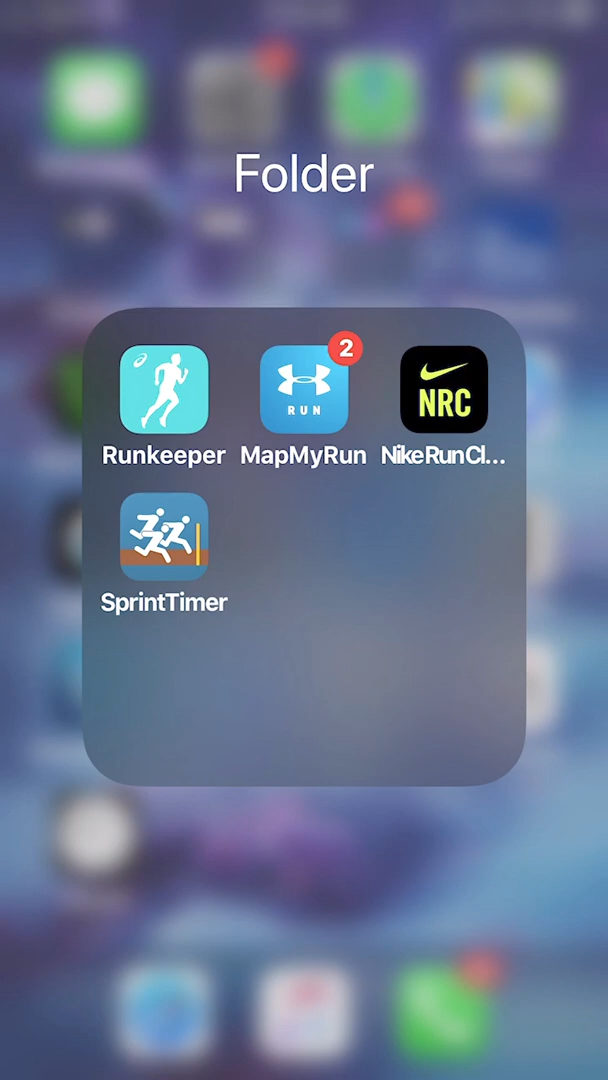 Folder
2
RUN
NRC
Runkeeper
MapMyRun
NikeRunCl...
SprintTimer